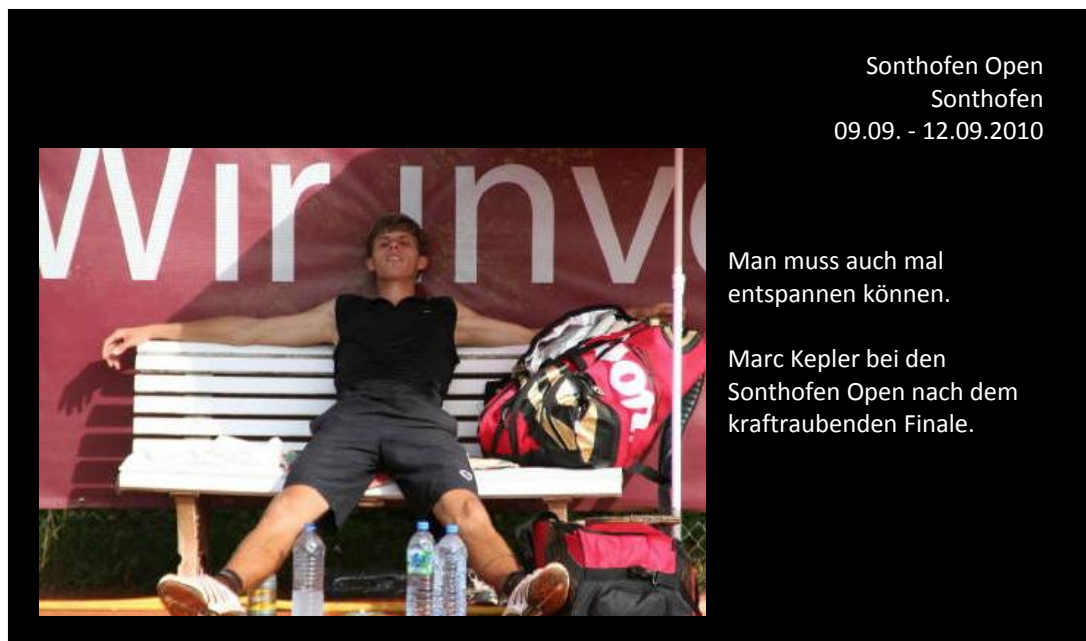 Sonthofen Open
Sonthofen
09.09. - 12.09.2010
Wir inve
Man muss auch mal
entspannen können.
Marc Kepler bei den
Sonthofen Open nach dem
kraftraubenden Finale.